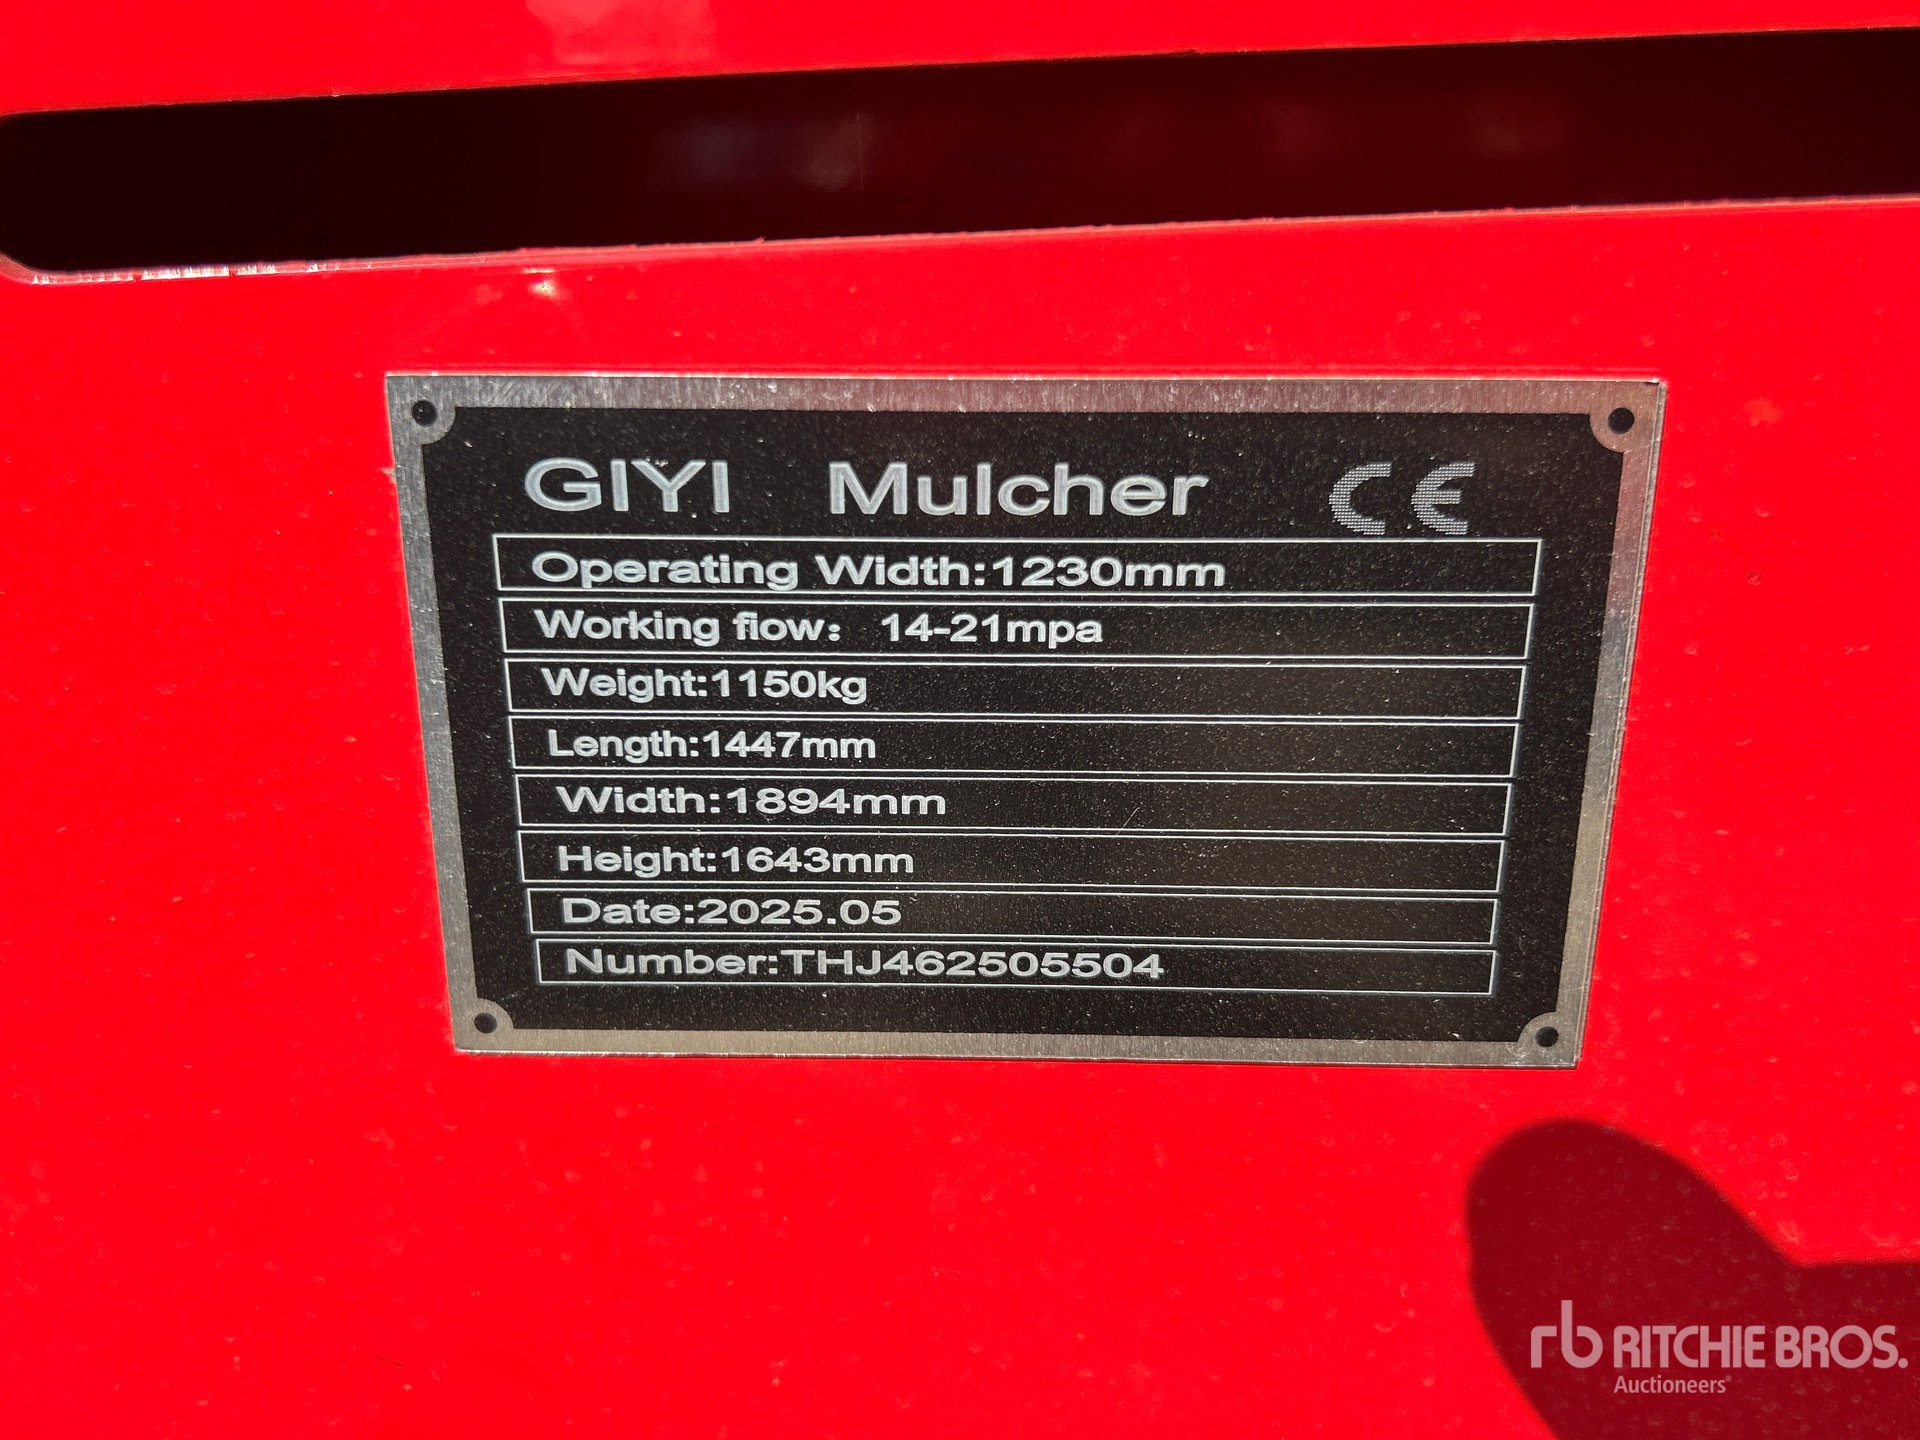 GIYI Mulcher CE
Operating Width:1230mm
Working flow： 14-21mpa
Weight:1150kg
Length:1447mm
Width:1894mm
Height:1643mm
Date:2025.05
Number:THJ462505504
rb RITCHIE BROS.
Auctioneers